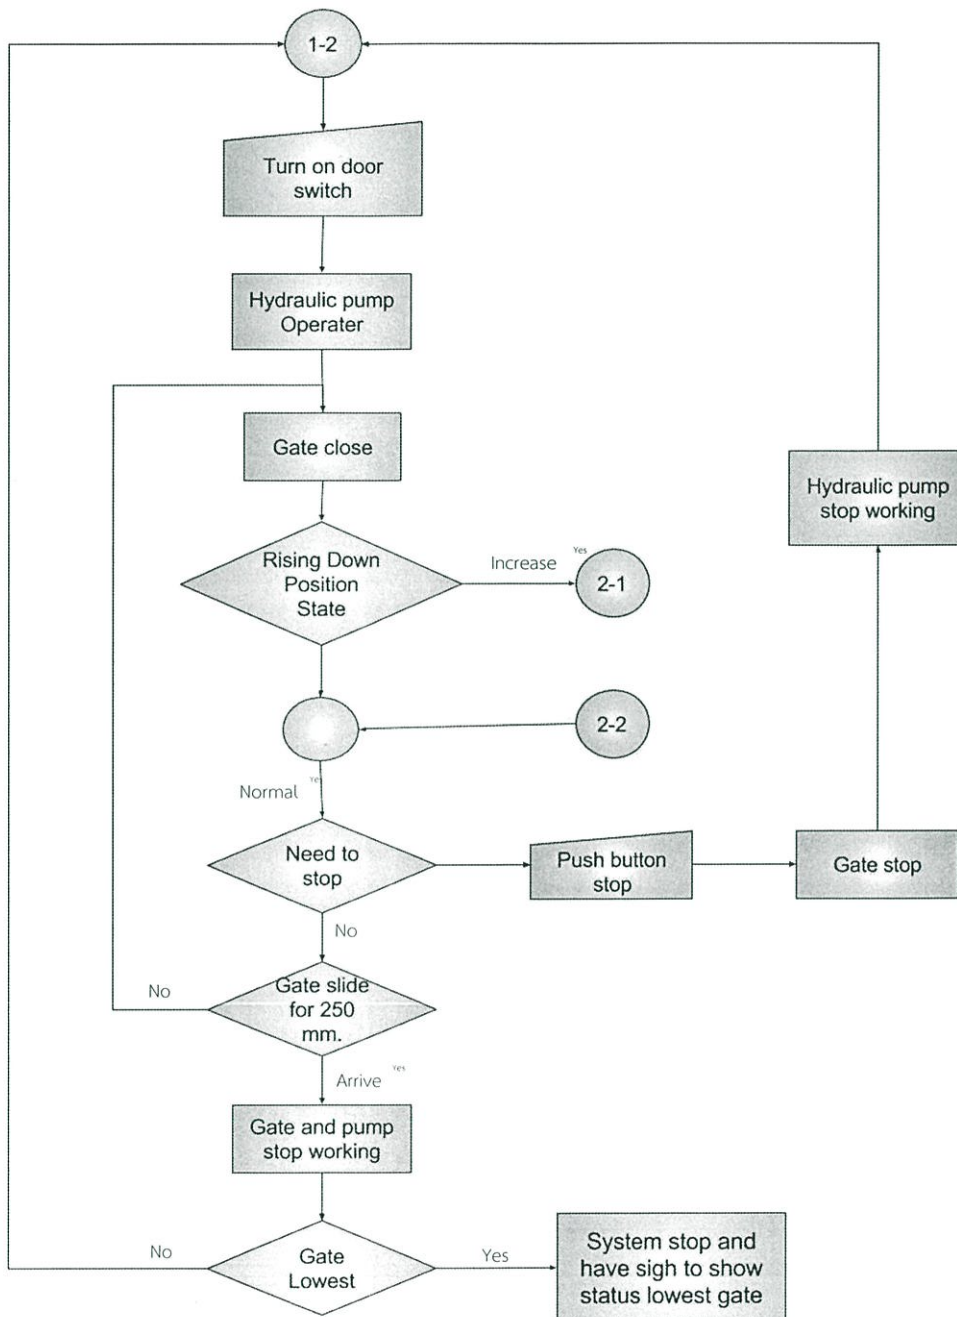 1-2
Turn on door
switch
Hydraulic pump
Operater
Gate close
Hydraulic pump
stop working
Rising Down
Position
State
Increase
Yes
2-1
2-2
Normal
Yes
Need to
stop
Push button
stop
Gate stop
No
Gate slide
for 250
mm.
No
Arrive
Yes
Gate and pump
stop working
No
Gate
Lowest
Yes
System stop and
have sigh to show
status lowest gate